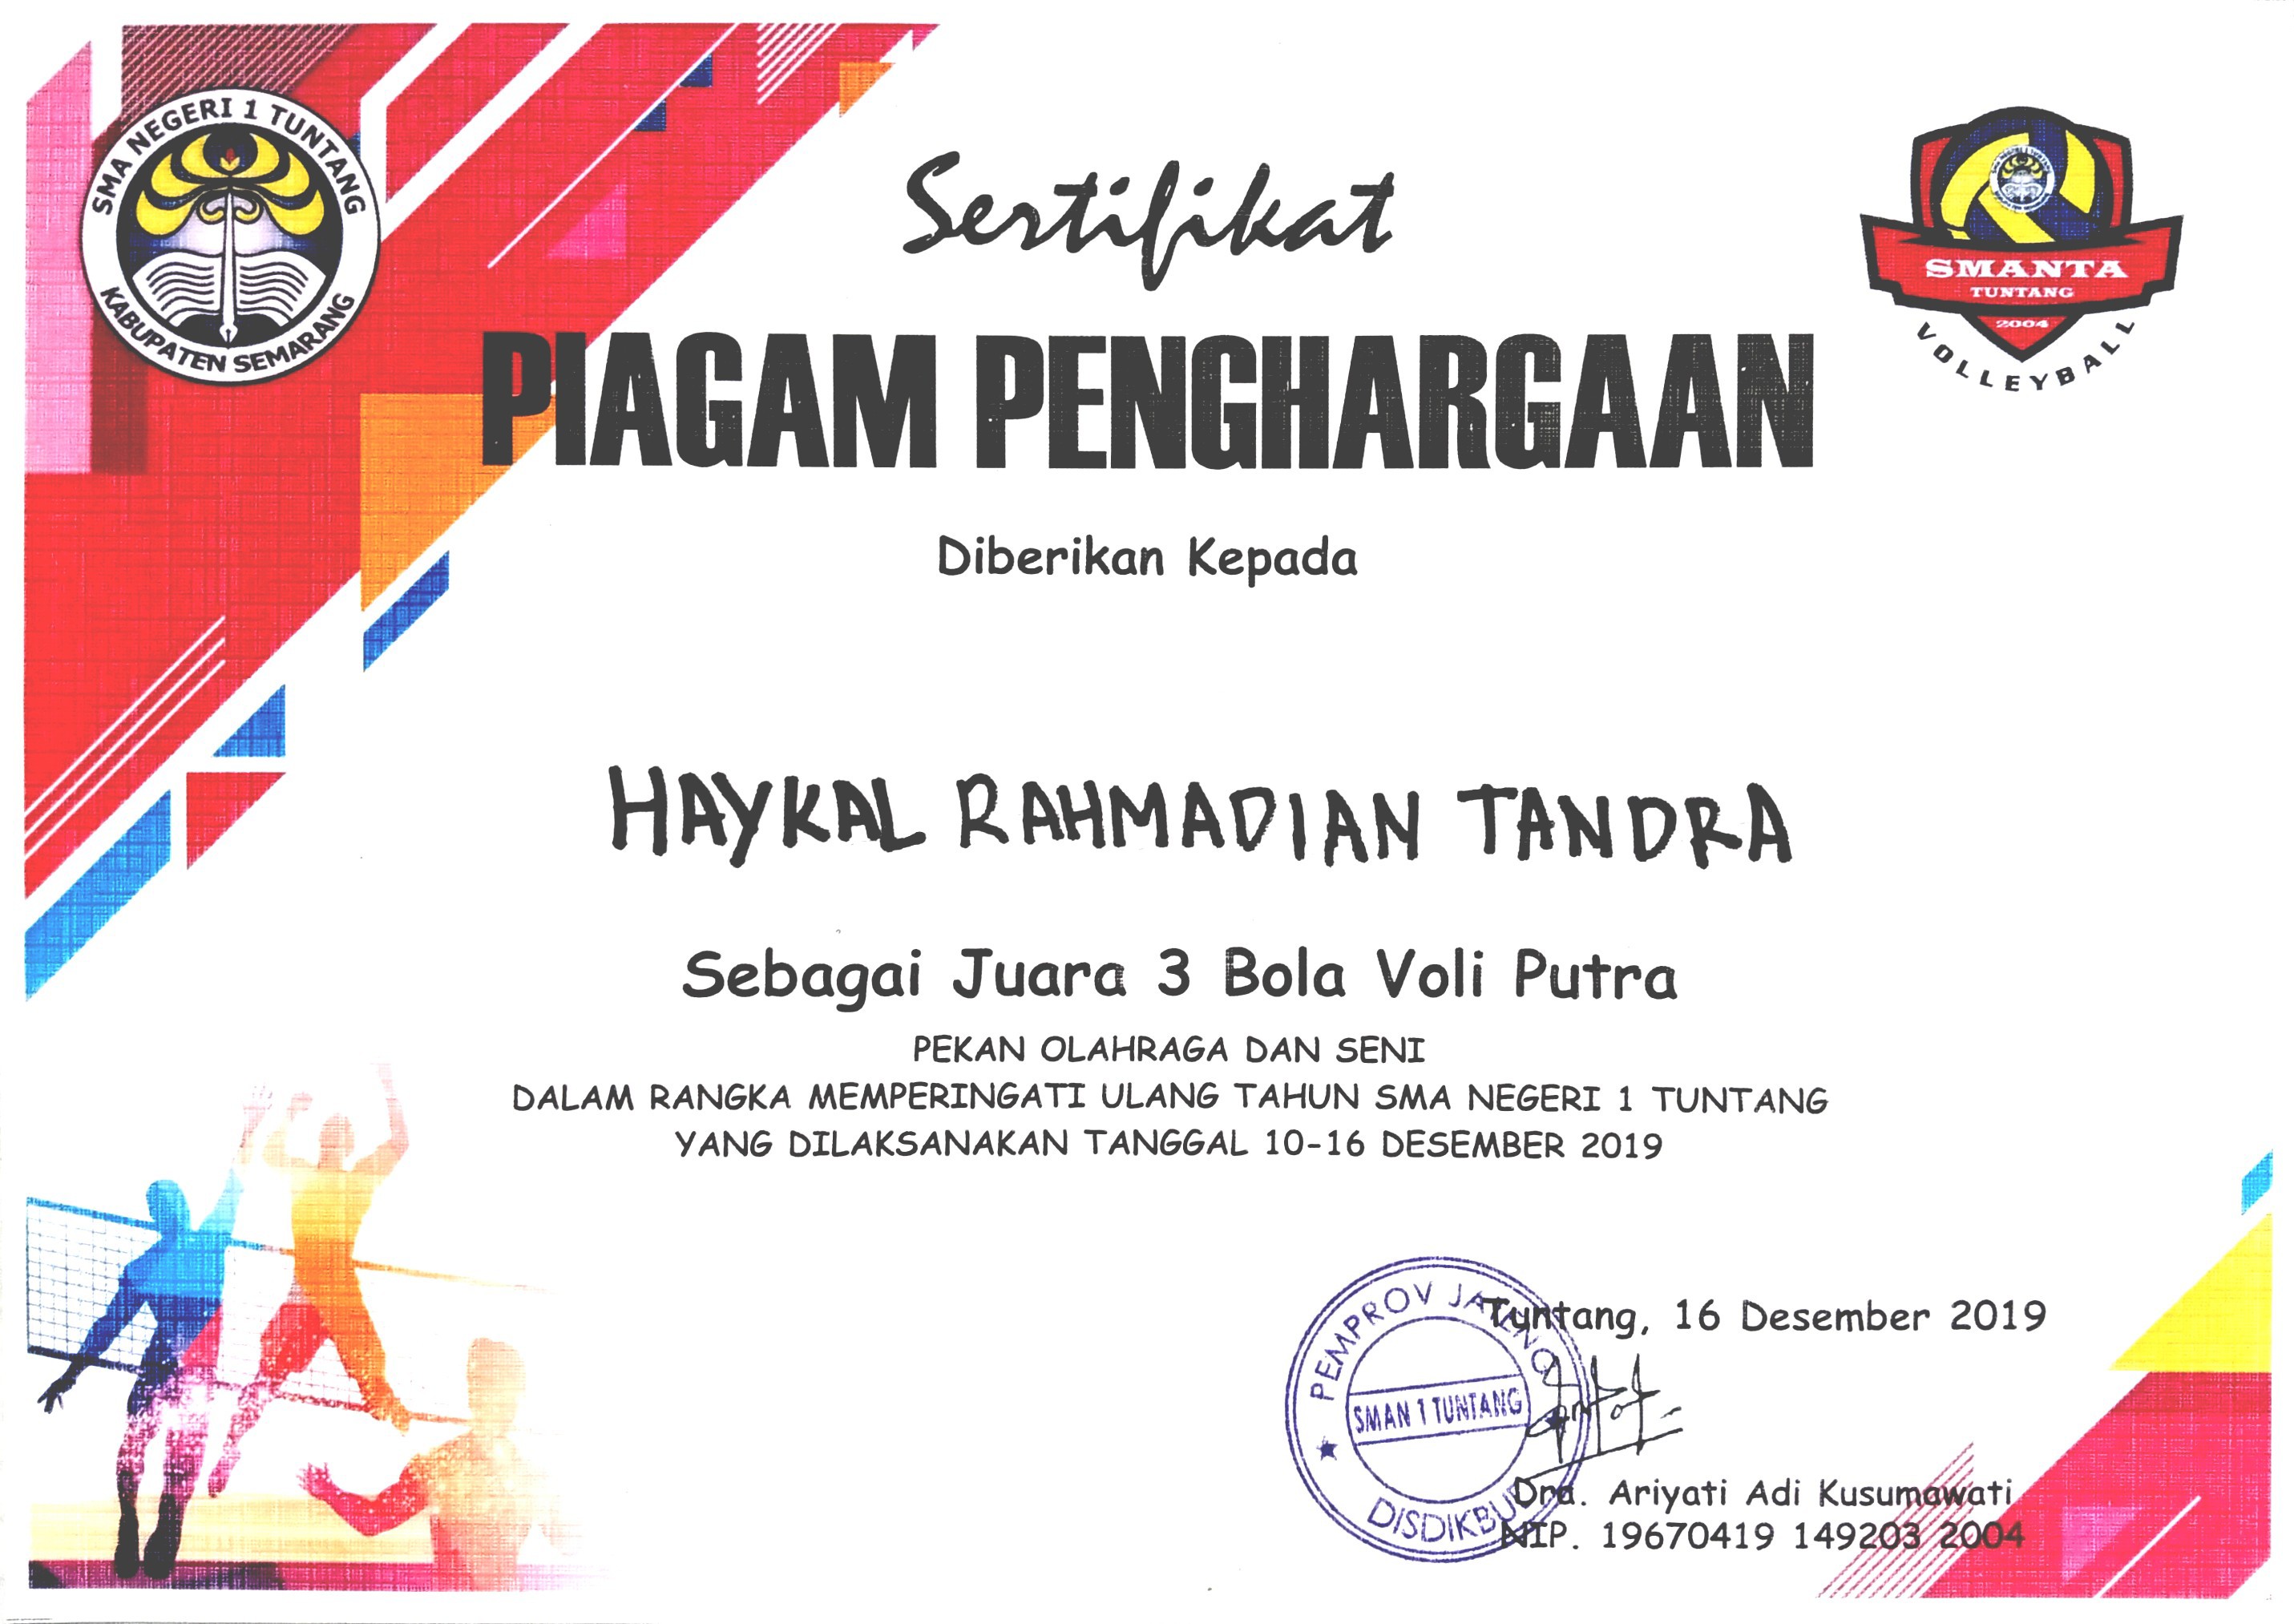 SMA NEGERI 1 TUNTANG
KABUPATEN SEMARANG
SMANTA
TUNTANG
2004
VOLLEYBALL
Sertifikat
PIAGAM PENGHARGAAN
Diberikan Kepada
HAYKAL RAHMADIAN TANDRA
Sebagai Juara 3 Bola Voli Putra
PEKAN OLAHRAGA DAN SENI
DALAM RANGKA MEMPERINGATI ULANG TAHUN SMA NEGERI 1 TUNTANG
YANG DILAKSANAKAN TANGGAL 10-16 DESEMBER 2019
Tuntang, 16 Desember 2019
PEMPROV JATENG
SMAN 1 TUNTANG
DISDIKBUD
Dra. Ariyati Adi Kusumawati
NIP. 19670419 149203 2004